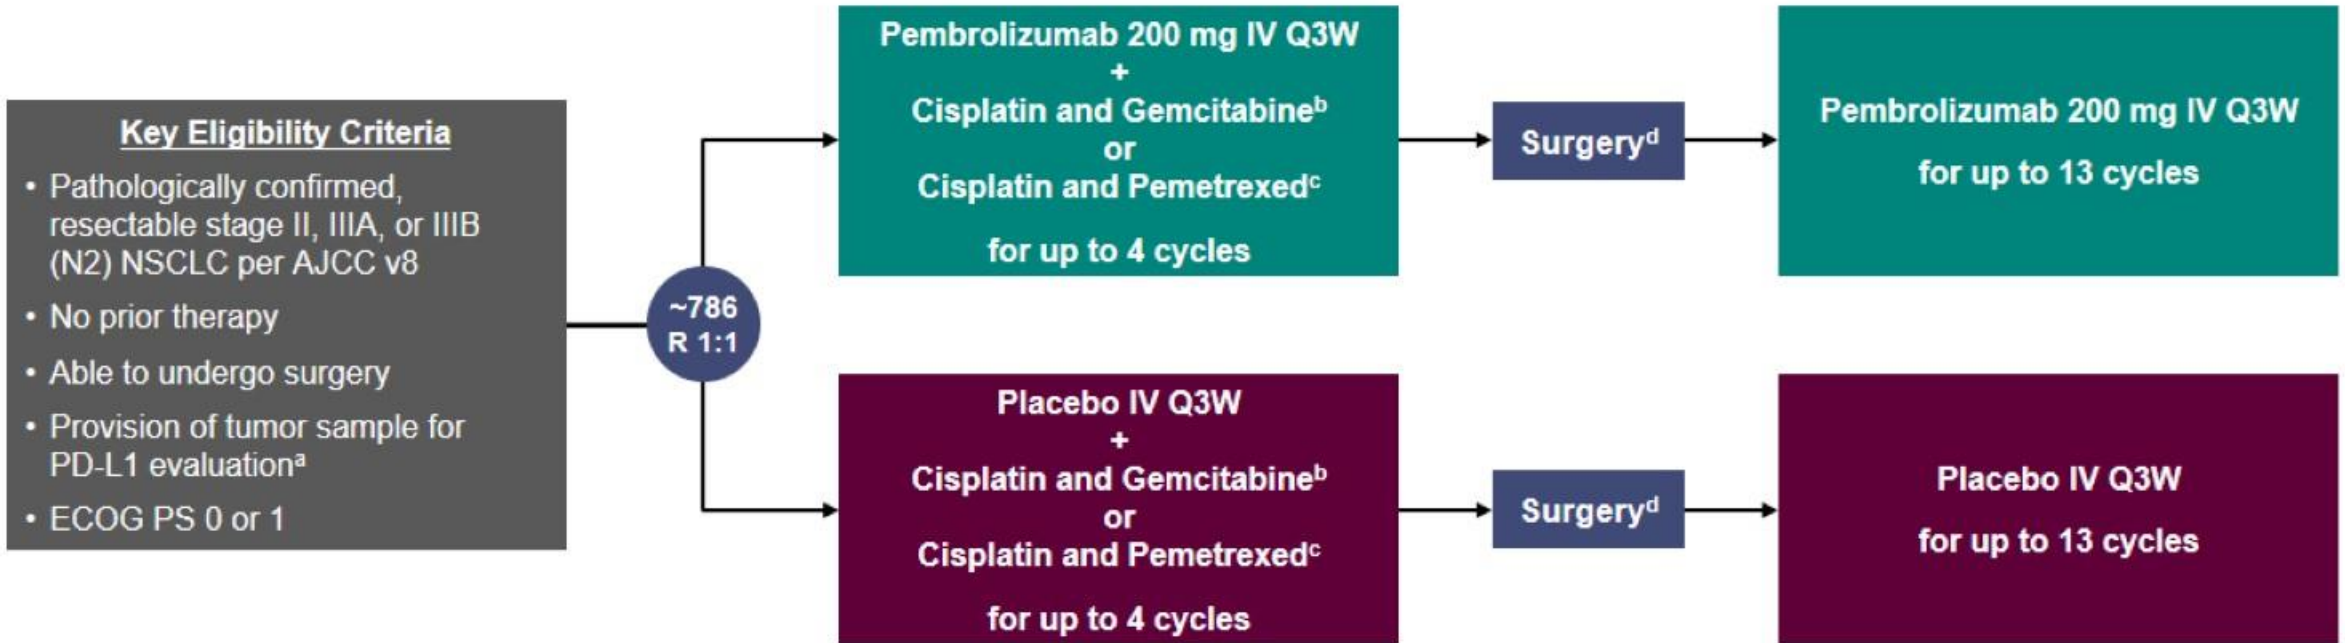 Key Eligibility Criteria
• Pathologically confirmed,
resectable stage II, IIIA, or IIIB
(N2) NSCLC per AJCC v8
• No prior therapy
• Able to undergo surgery
• Provision of tumor sample for
PD-L1 evaluationᵃ
• ECOG PS 0 or 1
~786
R 1:1
Pembrolizumab 200 mg IV Q3W
+
Cisplatin and Gemcitabineᵇ
or
Cisplatin and Pemetrexedᶜ
for up to 4 cycles
Surgeryᵈ
Pembrolizumab 200 mg IV Q3W
for up to 13 cycles
Placebo IV Q3W
+
Cisplatin and Gemcitabineᵇ
or
Cisplatin and Pemetrexedᶜ
for up to 4 cycles
Surgeryᵈ
Placebo IV Q3W
for up to 13 cycles